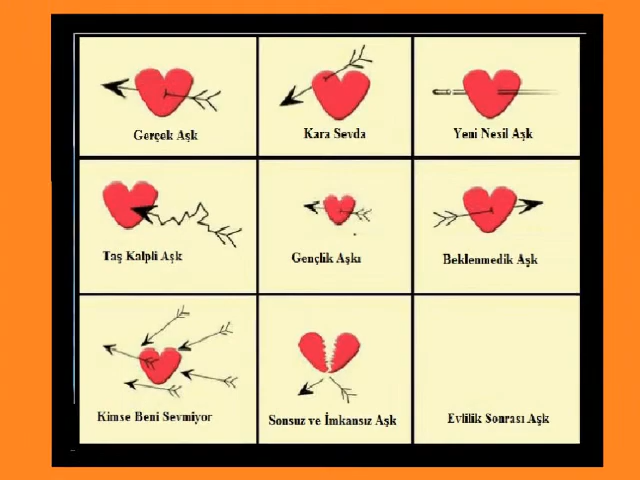 Gerçek Aşk
Kara Sevda
Yeni Nesil Aşk
Taş Kalpli Aşk
Gençlik Aşkı
Beklenmedik Aşk
Kimse Beni Sevmiyor
Sonsuz ve İmkansız Aşk
Evlilik Sonrası Aşk